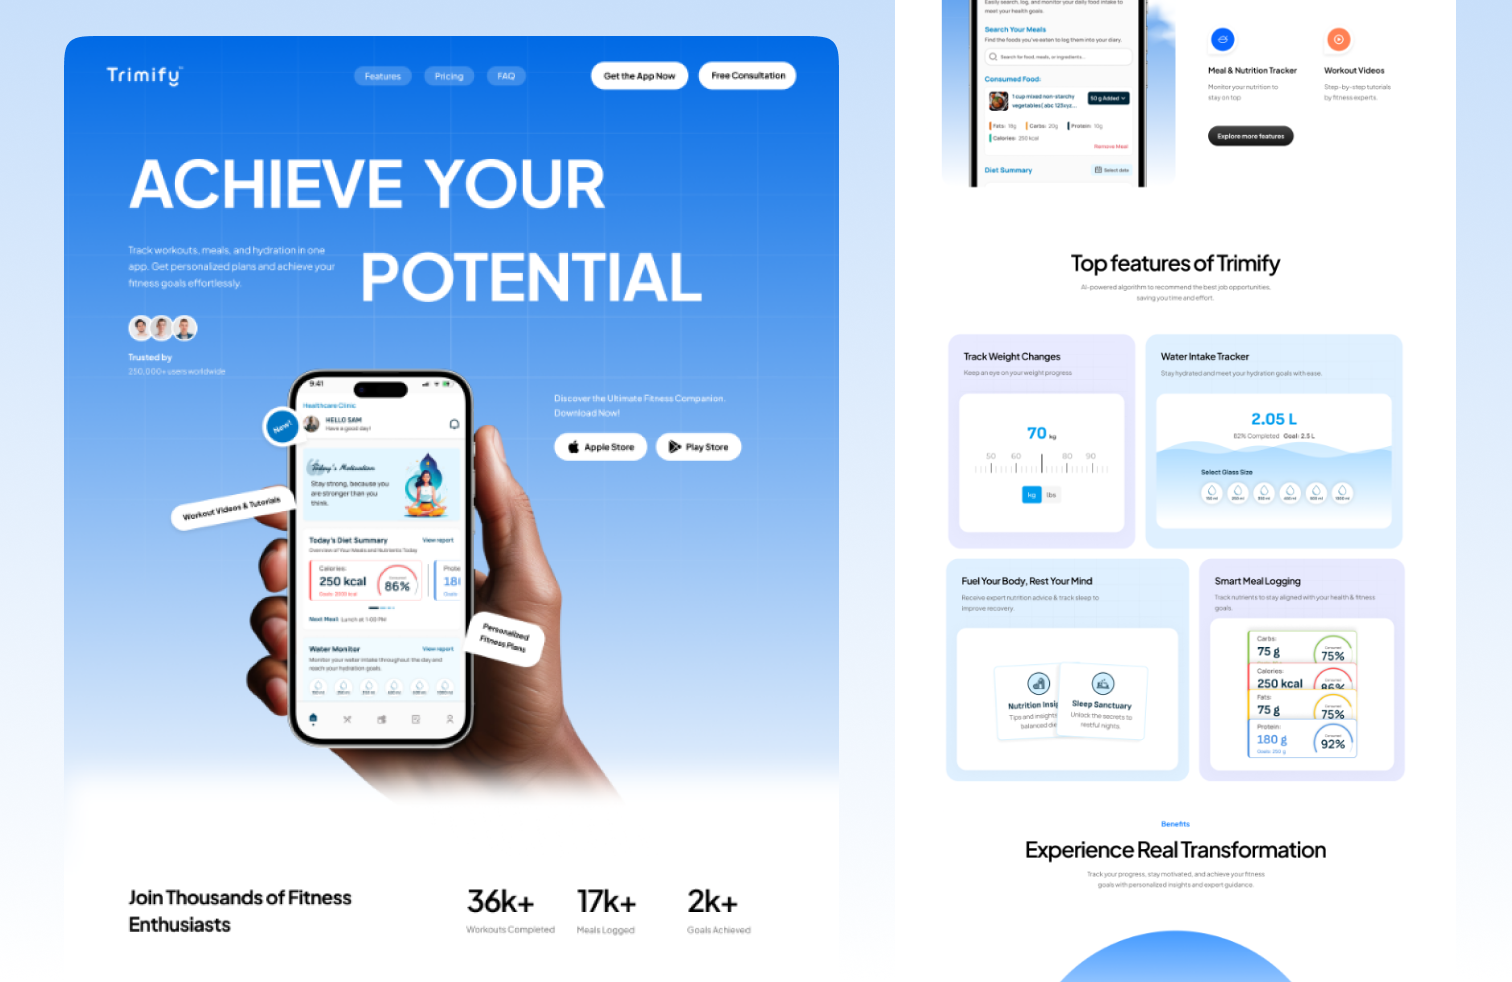 Trimify
Features
Pricing
FAQ
Get the App Now
Free Consultation
ACHIEVE YOUR
POTENTIAL
Track workouts, meals, and hydration in one
app. Get personalized plans and achieve your
fitness goals effortlessly.
Trusted by
250,000+ users worldwide
Discover the Ultimate Fitness Companion.
Download Now!
Apple Store
Play Store
New!
Workout Videos & Tutorials
Personalized
Fitness Plans
9:41
Healthcare Clinic
HELLO SAM
Have a good day!
Today's Motivation
Stay strong, because you
are stronger than you
think.
Today's Diet Summary
View report
Overview of Your Meals and Nutrients Today
Calories:
250 kcal
Goals: 2000 kcal
Consumed
86%
Prote
18
Goals:
Next Meal: Lunch at 1:00 PM
Water Monitor
View report
Monitor your water intake throughout the day and
reach your hydration goals.
Join Thousands of Fitness
Enthusiasts
36k+
Workouts Completed
17k+
Meals Logged
2k+
Goals Achieved
Easily search, log, and monitor your daily food intake to
meet your health goals.
Search Your Meals
Find the foods you've eaten to log them into your diary.
Search for food, meals, or ingredients...
Consumed Food:
1 cup mixed non-starchy
vegetables( abc 123xyz...
50 g Added
Fats: 18g
Carbs: 20g
Protein: 10g
Calories: 250 kcal
Remove Meal
Diet Summary
Select date
Meal & Nutrition Tracker
Monitor your nutrition to
stay on top
Workout Videos
Step-by-step tutorials
by fitness experts.
Explore more features
Top features of Trimify
AI-powered algorithm to recommend the best job opportunities,
saving you time and effort.
Track Weight Changes
Keep an eye on your weight progress
70 kg
50
60
80
90
kg
lbs
Water Intake Tracker
Stay hydrated and meet your hydration goals with ease.
2.05 L
82% Completed Goal: 2.5 L
Select Glass Size
Fuel Your Body, Rest Your Mind
Receive expert nutrition advice & track sleep to
improve recovery.
Nutrition Insig
Tips and insights
balanced die
Sleep Sanctuary
Unlock the secrets to
restful nights.
Smart Meal Logging
Track nutrients to stay aligned with your health & fitness
goals.
Carbs:
75 g
Consumed
75%
Calories:
250 kcal
Consumed
86%
Fats:
75 g
Consumed
75%
Protein:
180 g
Goals: 200 g
Consumed
92%
Benefits
Experience Real Transformation
Track your progress, stay motivated, and achieve your fitness
goals with personalized insights and expert guidance.